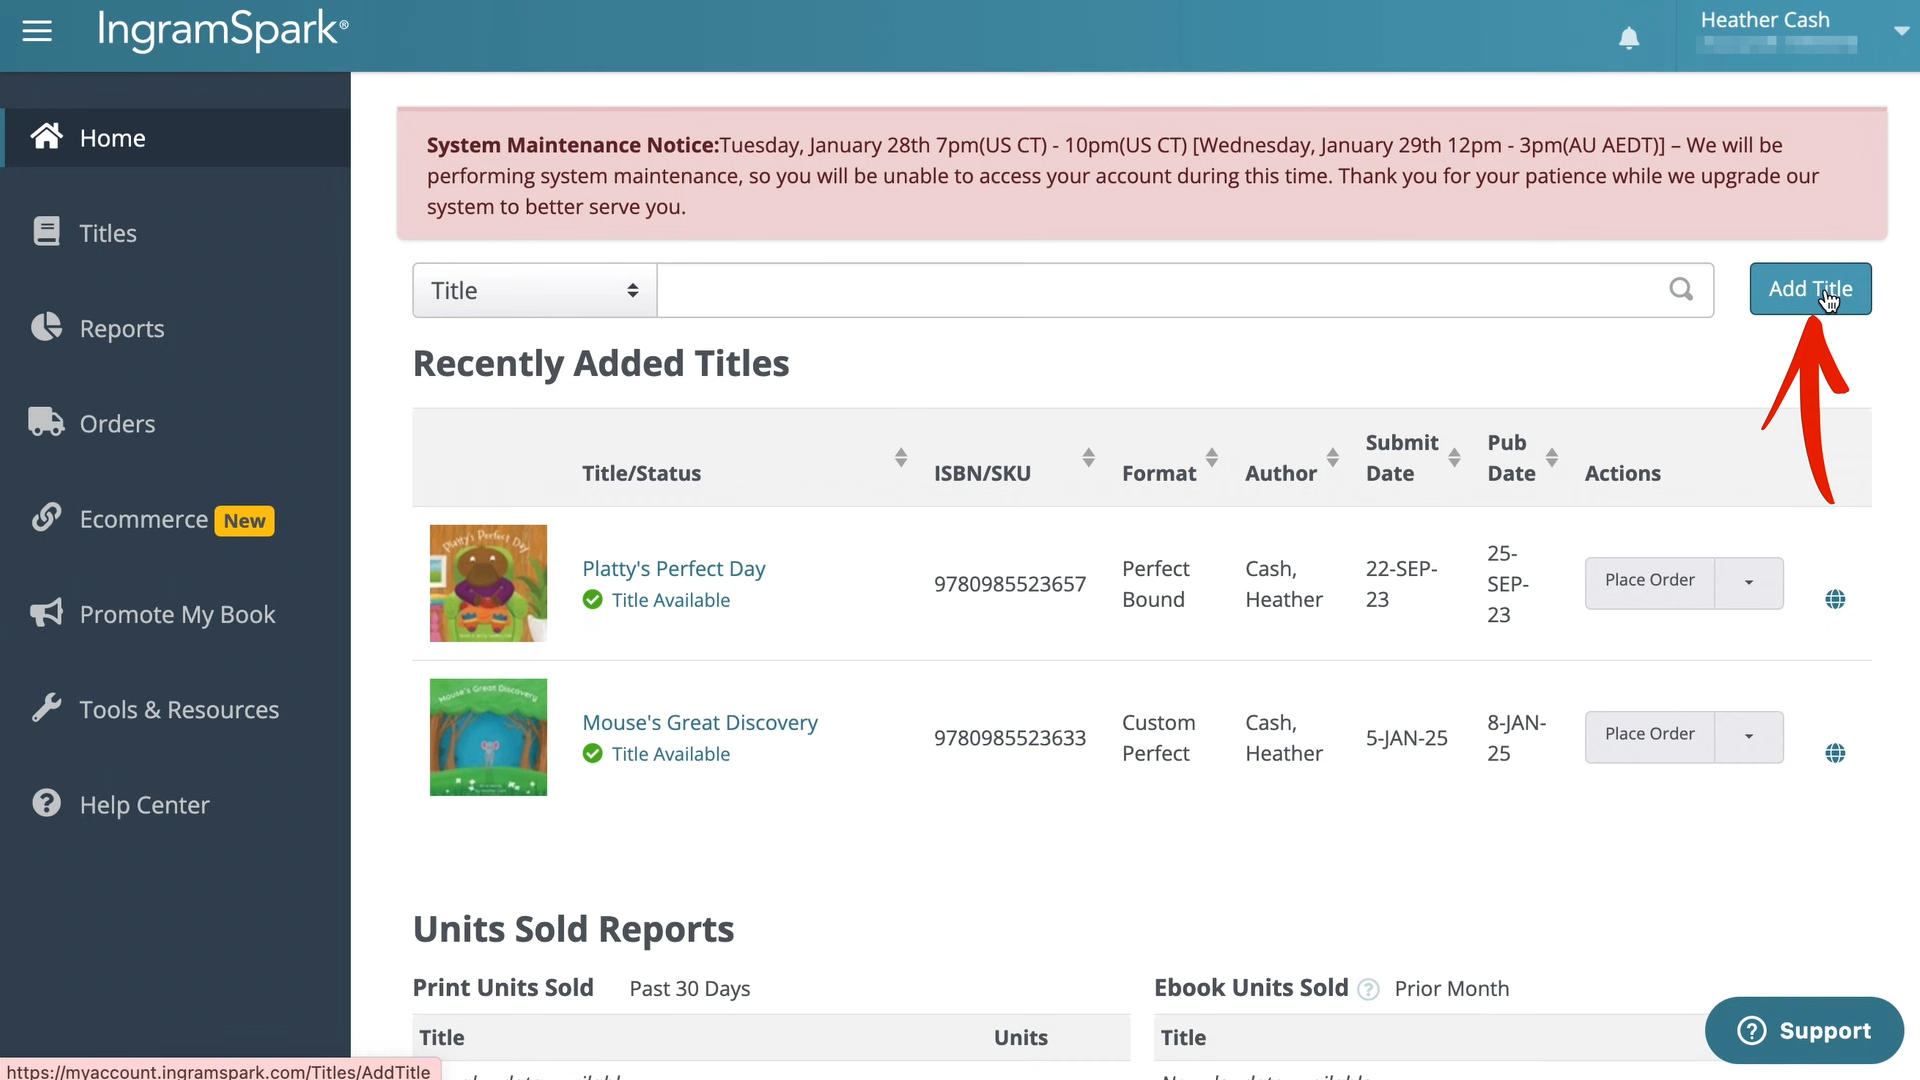 IngramSpark®
Heather Cash
Home
Titles
Reports
Orders
Ecommerce New
Promote My Book
Tools & Resources
Help Center
System Maintenance Notice:Tuesday, January 28th 7pm(US CT) - 10pm(US CT) [Wednesday, January 29th 12pm - 3pm(AU AEDT)] – We will be
performing system maintenance, so you will be unable to access your account during this time. Thank you for your patience while we upgrade our
system to better serve you.
Title
Add Title
Recently Added Titles
Title/Status ISBN/SKU Format Author Submit Date Pub Date Actions
Platty's Perfect Day
Platty's Perfect Day
Title Available
9780985523657
Perfect
Bound
Cash,
Heather
22-SEP-
23
25-
SEP-
23
Place Order
Mouse's Great Discovery
Mouse's Great Discovery
Title Available
9780985523633
Custom
Perfect
Cash,
Heather
5-JAN-25
8-JAN-
25
Place Order
Units Sold Reports
Print Units Sold Past 30 Days
Title Units
Ebook Units Sold ? Prior Month
Title
Support
https://myaccount.ingramspark.com/Titles/AddTitle